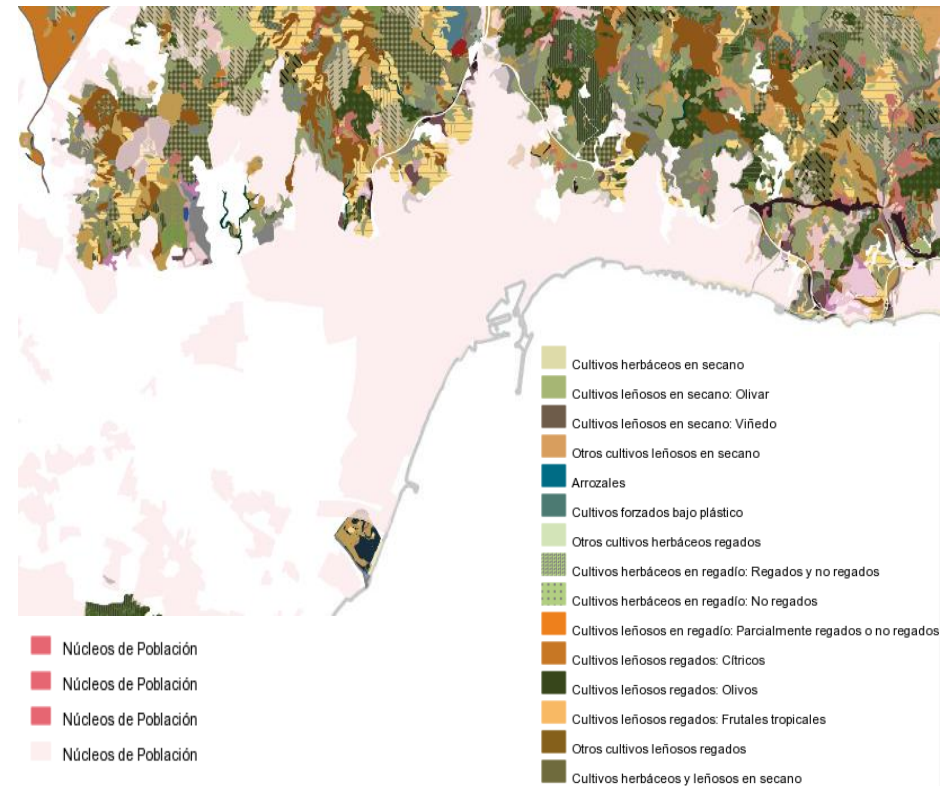 Cultivos herbáceos en secano
Cultivos leñosos en secano: Olivar
Cultivos leñosos en secano: Viñedo
Otros cultivos leñosos en secano
Arrozales
Cultivos forzados bajo plástico
Otros cultivos herbáceos regados
Cultivos herbáceos en regadío: Regados y no regados
Cultivos herbáceos en regadío: No regados
Cultivos leñosos en regadío: Parcialmente regados o no regados
Cultivos leñosos regados: Cítricos
Cultivos leñosos regados: Olivos
Cultivos leñosos regados: Frutales tropicales
Otros cultivos leñosos regados
Cultivos herbáceos y leñosos en secano
Núcleos de Población
Núcleos de Población
Núcleos de Población
Núcleos de Población